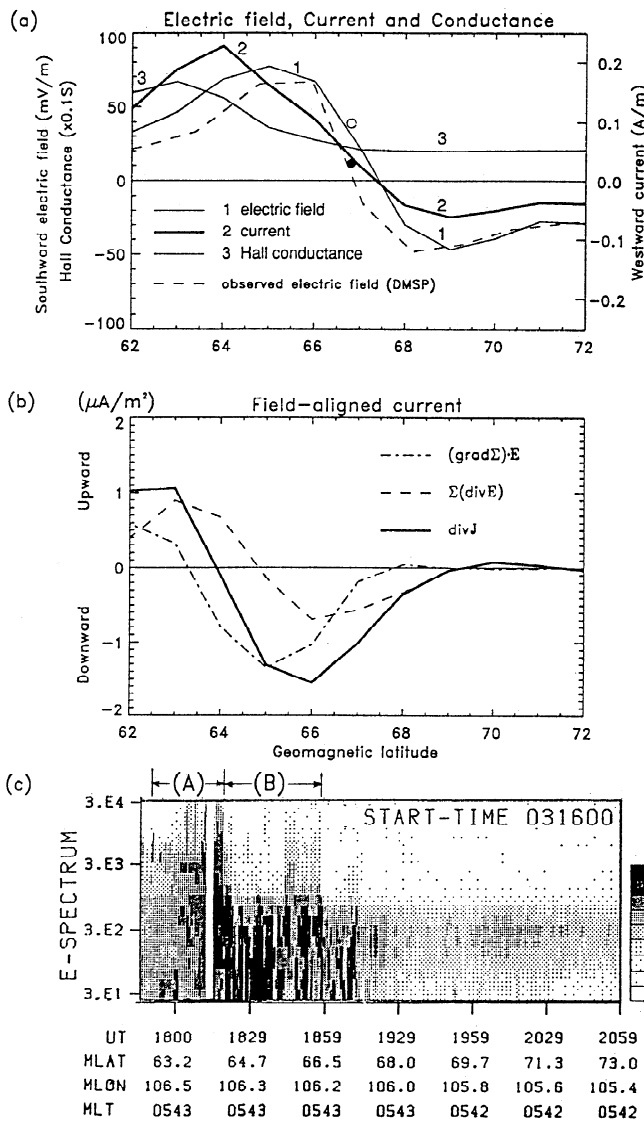 (a) Electric field, Current and Conductance
Southward electric field (mV/m)
Hall Conductance (x0.1S)
100
50
0
-50
-100
0.2
0.1
0.0
-0.1
-0.2
Westward current (A/m)
3
2
1
3
2
1
1 electric field
2 current
3 Hall conductance
observed electric field (DMSP)
62 64 66 68 70 72
(b) (μA/m²) Field-aligned current
Upward
Downward
2
1
0
-1
-2
(gradΣ)·E
Σ(divE)
divJ
62 64 66 68 70 72
Geomagnetic latitude
(c) (A) (B)
START-TIME 031600
E-SPECTRUM
3.E4
3.E3
3.E2
3.E1
UT 1800 1829 1859 1929 1959 2029 2059
MLAT 63.2 64.7 66.5 68.0 69.7 71.3 73.0
MLON 106.5 106.3 106.2 106.0 105.8 105.6 105.4
MLT 0543 0543 0543 0543 0542 0542 0542